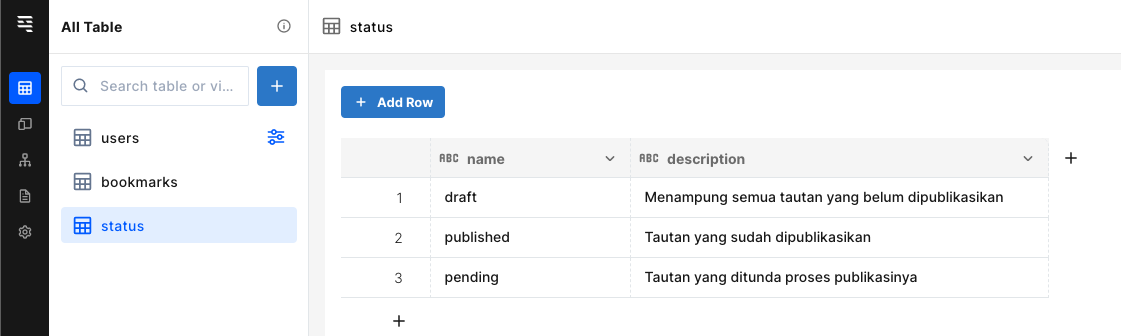 All Table
status
Search table or vi...
Add Row
users
bookmarks
status
ABC name
ABC description
1 draft Menampung semua tautan yang belum dipublikasikan
2 published Tautan yang sudah dipublikasikan
3 pending Tautan yang ditunda proses publikasinya